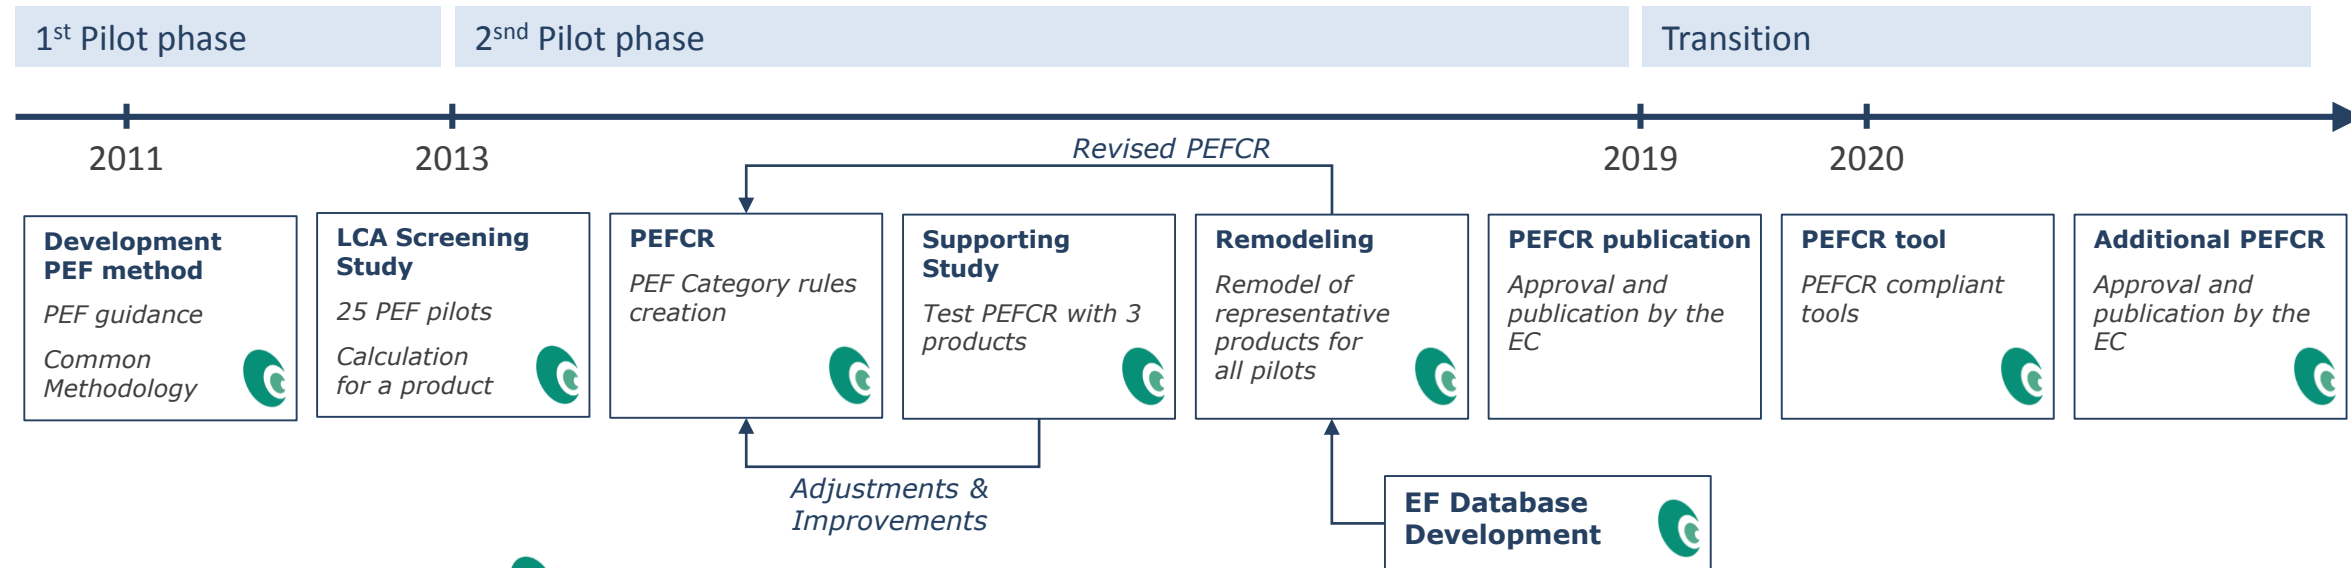 1st Pilot phase
2snd Pilot phase
Transition
2011
2013
2019
2020
Revised PEFCR
Development
PEF method
PEF guidance
Common
Methodology
LCA Screening
Study
25 PEF pilots
Calculation
for a product
PEFCR
PEF Category rules
creation
Supporting
Study
Test PEFCR with 3
products
Remodeling
Remodel of
representative
products for
all pilots
PEFCR publication
Approval and
publication by the
EC
PEFCR tool
PEFCR compliant
tools
Additional PEFCR
Approval and
publication by the
EC
Adjustments &
Improvements
EF Database
Development